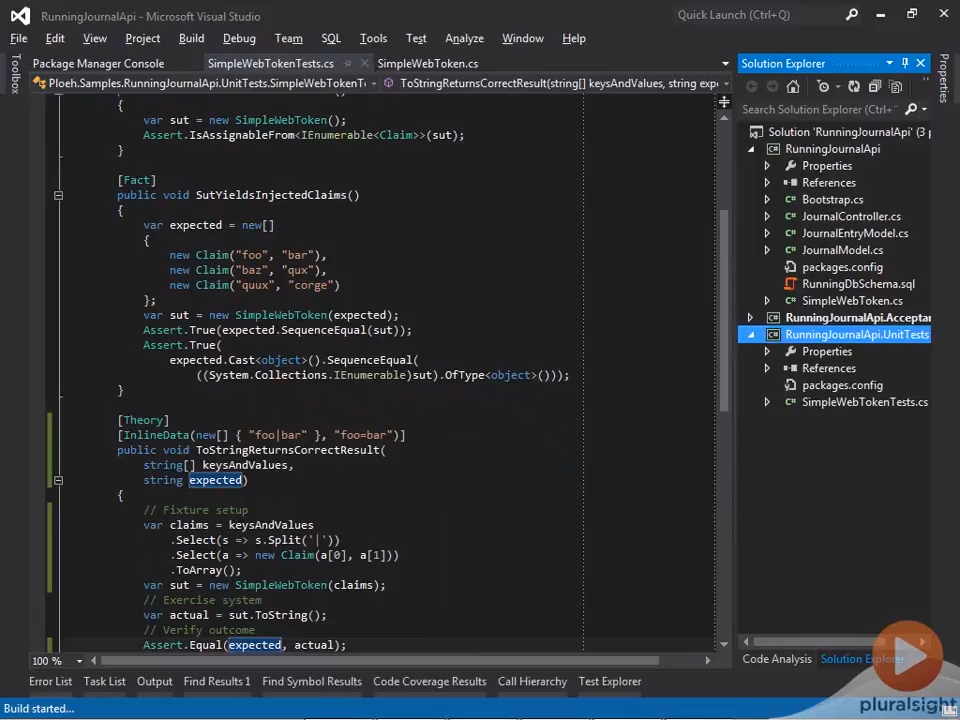 RunningJournalApi - Microsoft Visual Studio
Quick Launch (Ctrl+Q)
File Edit View Project Build Debug Team SQL Tools Test Analyze Window Help
Toolbox
Package Manager Console
SimpleWebTokenTests.cs
SimpleWebToken.cs
Ploeh.Samples.RunningJournalApi.UnitTests.SimpleWebTokenT
ToStringReturnsCorrectResult(string[] keysAndValues, string exp
{
var sut = new SimpleWebToken();
Assert.IsAssignableFrom<IEnumerable<Claim>>(sut);
}
[Fact]
public void SutYieldsInjectedClaims()
{
var expected = new[]
{
new Claim("foo", "bar"),
new Claim("baz", "qux"),
new Claim("quux", "corge")
};
var sut = new SimpleWebToken(expected);
Assert.True(expected.SequenceEqual(sut));
Assert.True(
expected.Cast<object>().SequenceEqual(
((System.Collections.IEnumerable)sut).OfType<object>()));
}
[Theory]
[InlineData(new[] { "foo|bar" }, "foo=bar")]
public void ToStringReturnsCorrectResult(
string[] keysAndValues,
string expected)
{
// Fixture setup
var claims = keysAndValues
.Select(s => s.Split('|'))
.Select(a => new Claim(a[0], a[1]))
.ToArray();
var sut = new SimpleWebToken(claims);
// Exercise system
var actual = sut.ToString();
// Verify outcome
Assert.Equal(expected, actual);
100 %
Solution Explorer
Search Solution Explorer (Ctrl+
Solution 'RunningJournalApi' (3 p
RunningJournalApi
Properties
References
Bootstrap.cs
JournalController.cs
JournalEntryModel.cs
JournalModel.cs
packages.config
RunningDbSchema.sql
SimpleWebToken.cs
RunningJournalApi.Accepta
RunningJournalApi.UnitTests
Properties
References
packages.config
SimpleWebTokenTests.cs
Code Analysis
Solution Explorer
Properties
Error List Task List Output Find Results 1 Find Symbol Results Code Coverage Results Call Hierarchy Test Explorer
Build started...
pluralsight